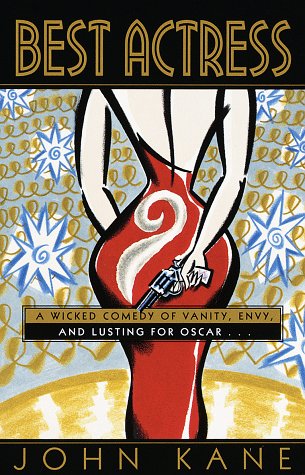 BEST ACTRESS
A WICKED COMEDY OF VANITY, ENVY,
AND LUSTING FOR OSCAR . . .
JOHN KANE